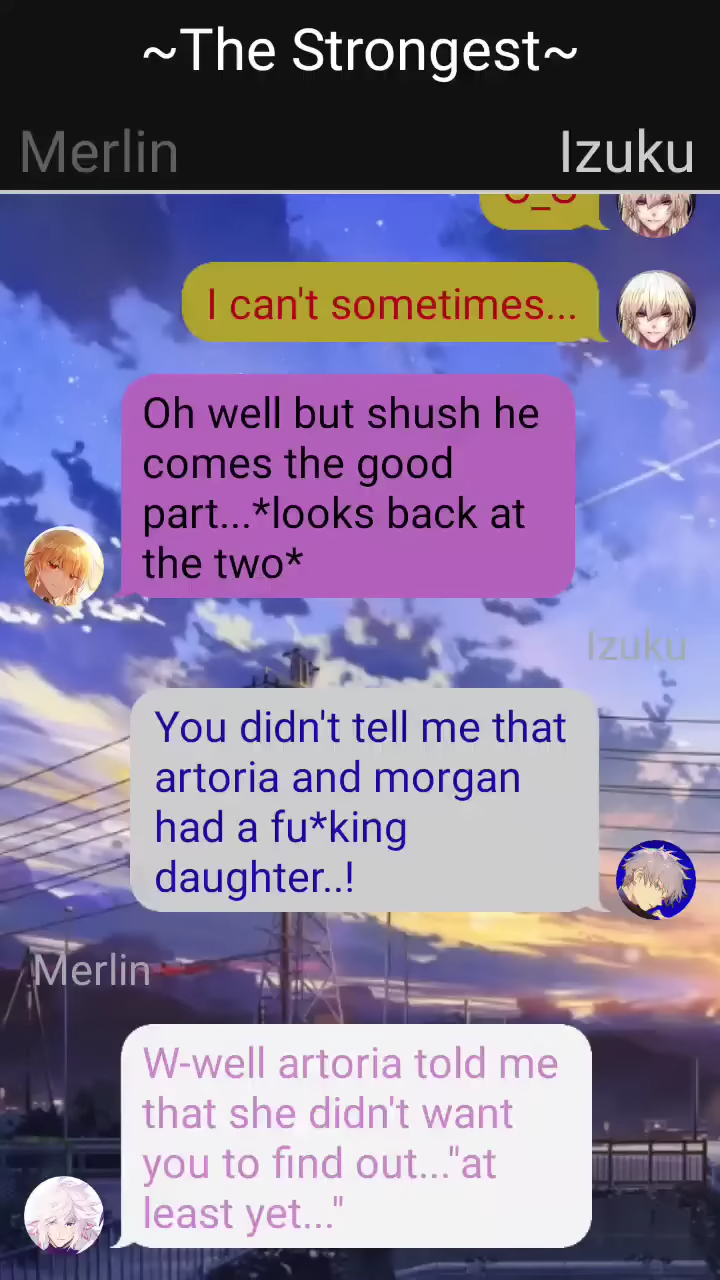 ~The Strongest~
Merlin
Izuku
I can't sometimes...
Oh well but shush he
comes the good
part...*looks back at
the two*
Izuku
You didn't tell me that
artoria and morgan
had a fu*king
daughter..!
Merlin
W-well artoria told me
that she didn't want
you to find out..."at
least yet..."